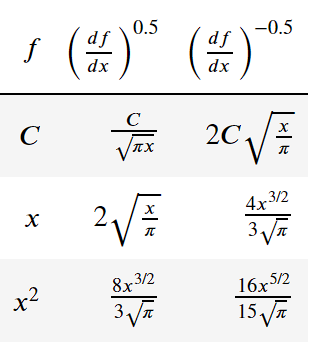 f (df/dx)^0.5 (df/dx)^−0.5
C C/√(πx) 2C√(x/π)
x 2√(x/π) 4x^3/2/(3√π)
x^2 8x^3/2/(3√π) 16x^5/2/(15√π)